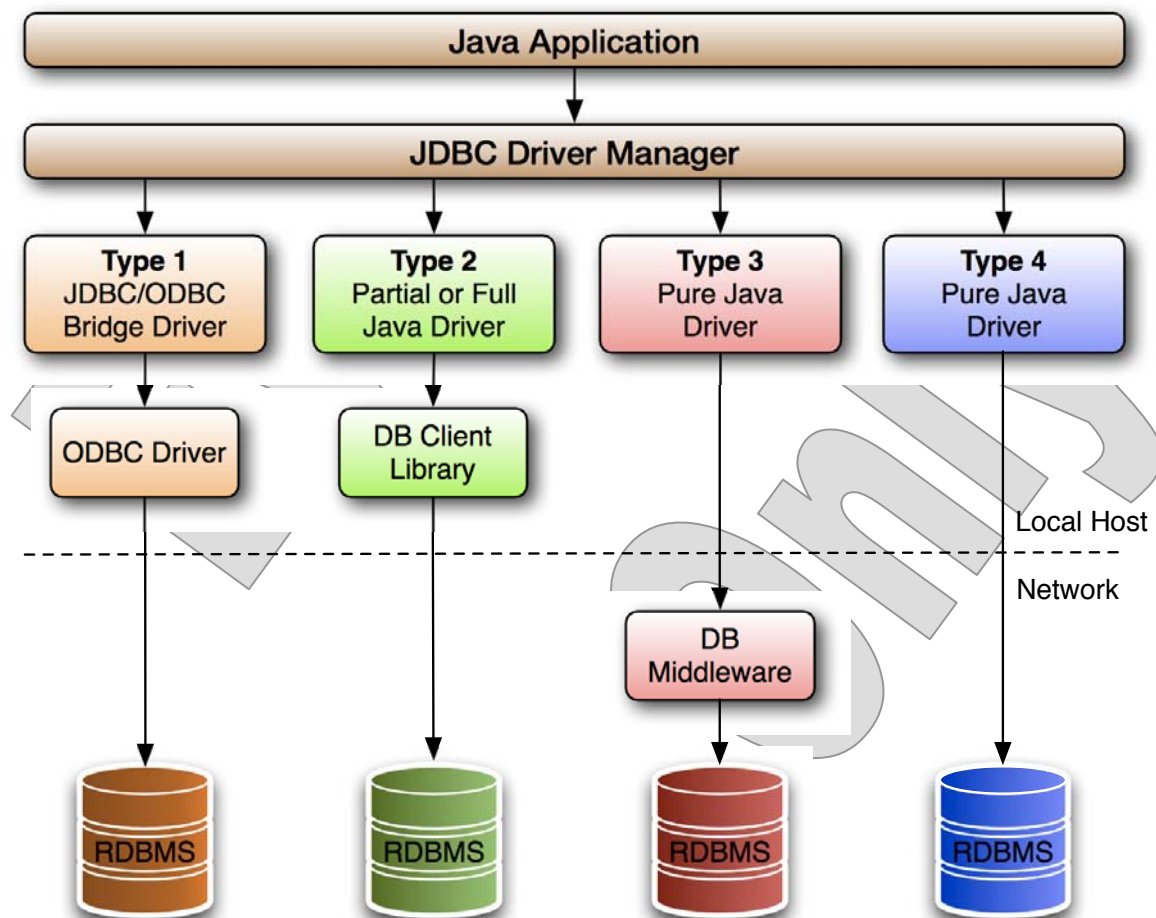 Java Application
JDBC Driver Manager
Type 1
JDBC/ODBC
Bridge Driver
Type 2
Partial or Full
Java Driver
Type 3
Pure Java
Driver
Type 4
Pure Java
Driver
ODBC Driver
DB Client
Library
Local Host
Network
DB
Middleware
RDBMS
RDBMS
RDBMS
RDBMS